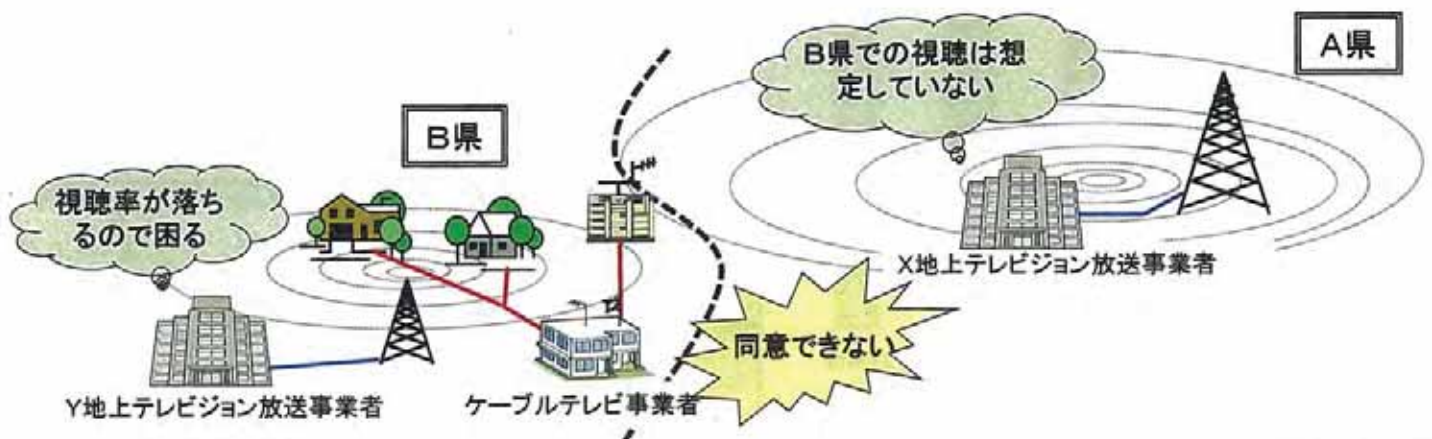 B県での視聴は想
定していない
A県
B県
視聴率が落ち
るので困る
X地上テレビジョン放送事業者
同意できない
Y地上テレビジョン放送事業者
ケーブルテレビ事業者